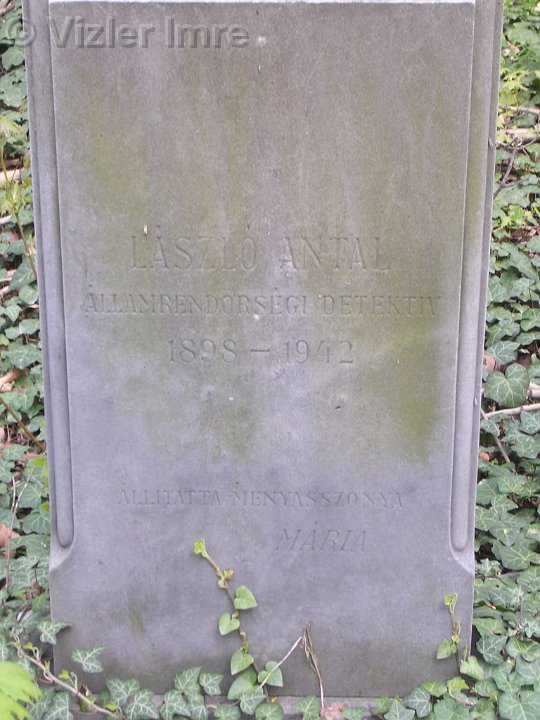 © Vizler Imre
LÁSZLÓ ANTAL
ÁLLAMRENDŐRSÉGI DETEKTIV
1898 – 1942
ÁLLITATTA MENYASSZONYA
MÁRIA